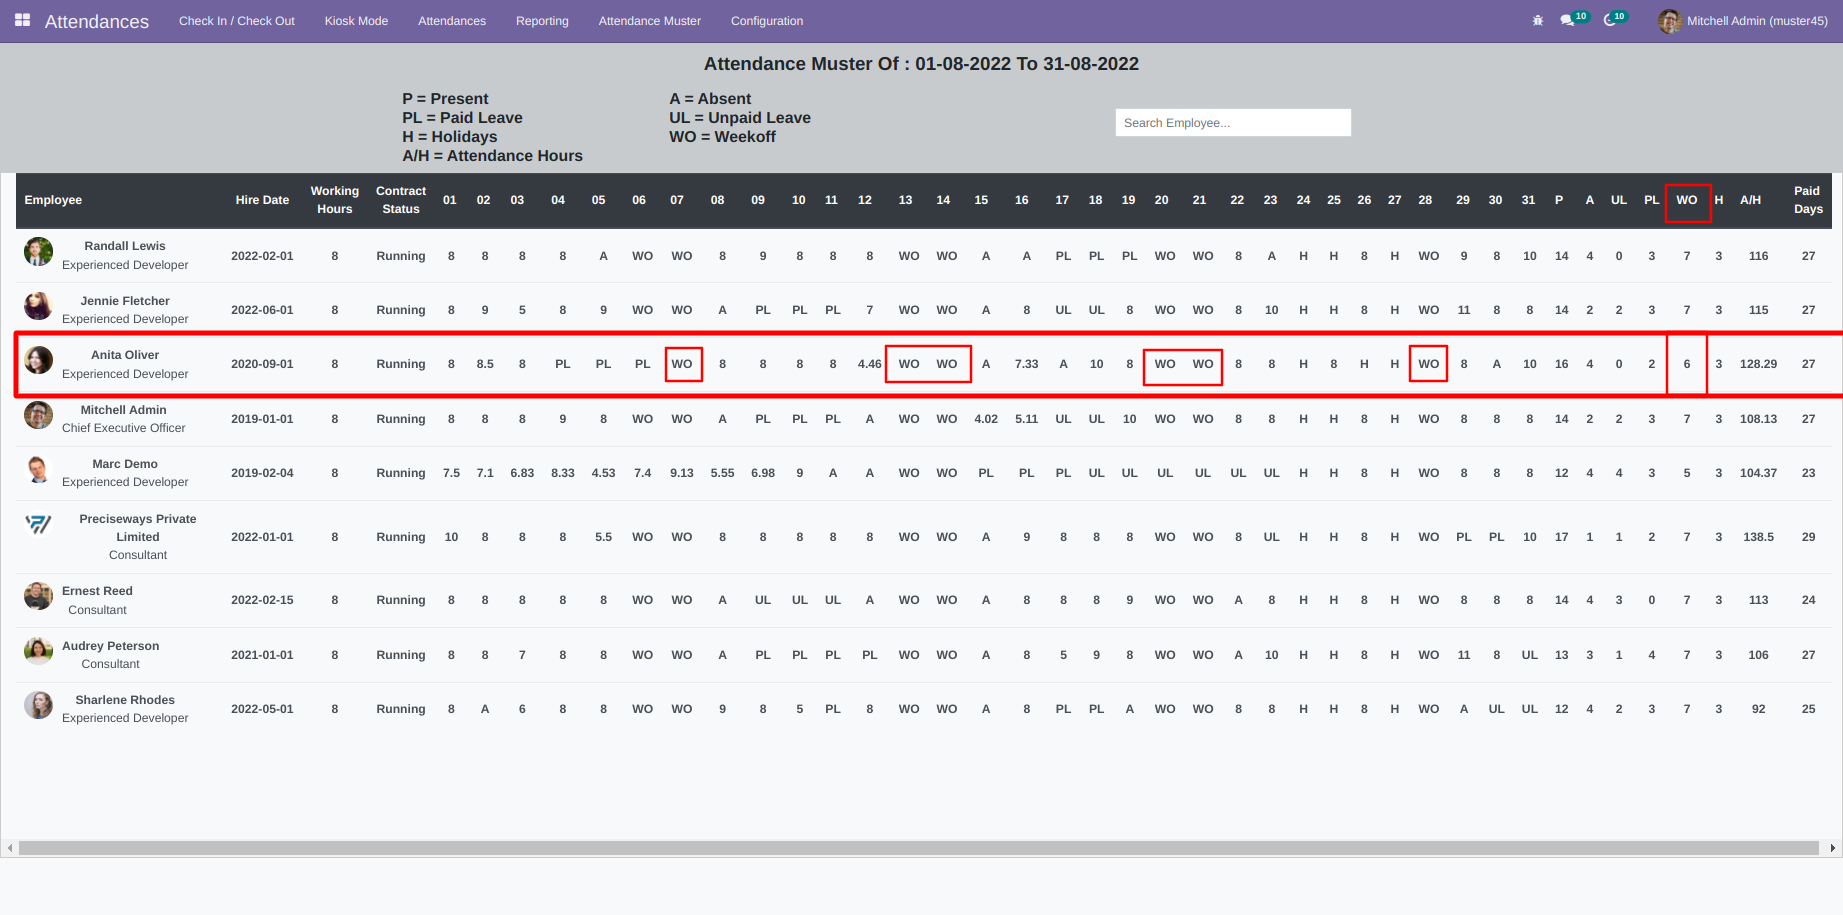 Attendances Check In / Check Out Kiosk Mode Attendances Reporting Attendance Muster Configuration 10 10 Mitchell Admin (muster45)
Attendance Muster Of : 01-08-2022 To 31-08-2022
P = Present A = Absent
PL = Paid Leave UL = Unpaid Leave
H = Holidays WO = Weekoff
A/H = Attendance Hours
Search Employee...
Employee Hire Date Working Hours Contract Status 01 02 03 04 05 06 07 08 09 10 11 12 13 14 15 16 17 18 19 20 21 22 23 24 25 26 27 28 29 30 31 P A UL PL WO H A/H Paid Days
Randall Lewis
Experienced Developer 2022-02-01 8 Running 8 8 8 8 A WO WO 8 9 8 8 8 WO WO A A PL PL PL WO WO 8 A H H 8 H WO 9 8 10 14 4 0 3 7 3 116 27
Jennie Fletcher
Experienced Developer 2022-06-01 8 Running 8 9 5 8 9 WO WO A PL PL PL 7 WO WO A 8 UL UL 8 WO WO 8 10 H H 8 H WO 11 8 8 14 2 2 3 7 3 115 27
Anita Oliver
Experienced Developer 2020-09-01 8 Running 8 8.5 8 PL PL PL WO 8 8 8 8 4.46 WO WO A 7.33 A 10 8 WO WO 8 8 H 8 H H WO 8 A 10 16 4 0 2 6 3 128.29 27
Mitchell Admin
Chief Executive Officer 2019-01-01 8 Running 8 8 8 9 8 WO WO A PL PL PL A WO WO 4.02 5.11 UL UL 10 WO WO 8 8 H H 8 H WO 8 8 8 14 2 2 3 7 3 108.13 27
Marc Demo
Experienced Developer 2019-02-04 8 Running 7.5 7.1 6.83 8.33 4.53 7.4 9.13 5.55 6.98 9 A A WO WO PL PL PL UL UL UL UL UL UL H H 8 H WO 8 8 8 12 4 4 3 5 3 104.37 23
Preciseways Private
Limited
Consultant 2022-01-01 8 Running 10 8 8 8 5.5 WO WO 8 8 8 8 8 WO WO A 9 8 8 8 WO WO 8 UL H H 8 H WO PL PL 10 17 1 1 2 7 3 138.5 29
Ernest Reed
Consultant 2022-02-15 8 Running 8 8 8 8 8 WO WO A UL UL UL A WO WO A 8 8 8 9 WO WO A 8 H H 8 H WO 8 8 8 14 4 3 0 7 3 113 24
Audrey Peterson
Consultant 2021-01-01 8 Running 8 8 7 8 8 WO WO A PL PL PL PL WO WO A 8 5 9 8 WO WO A 10 H H 8 H WO 11 8 UL 13 3 1 4 7 3 106 27
Sharlene Rhodes
Experienced Developer 2022-05-01 8 Running 8 A 6 8 8 WO WO 9 8 5 PL 8 WO WO A 8 PL PL A WO WO 8 8 H H 8 H WO A UL UL 12 4 2 3 7 3 92 25